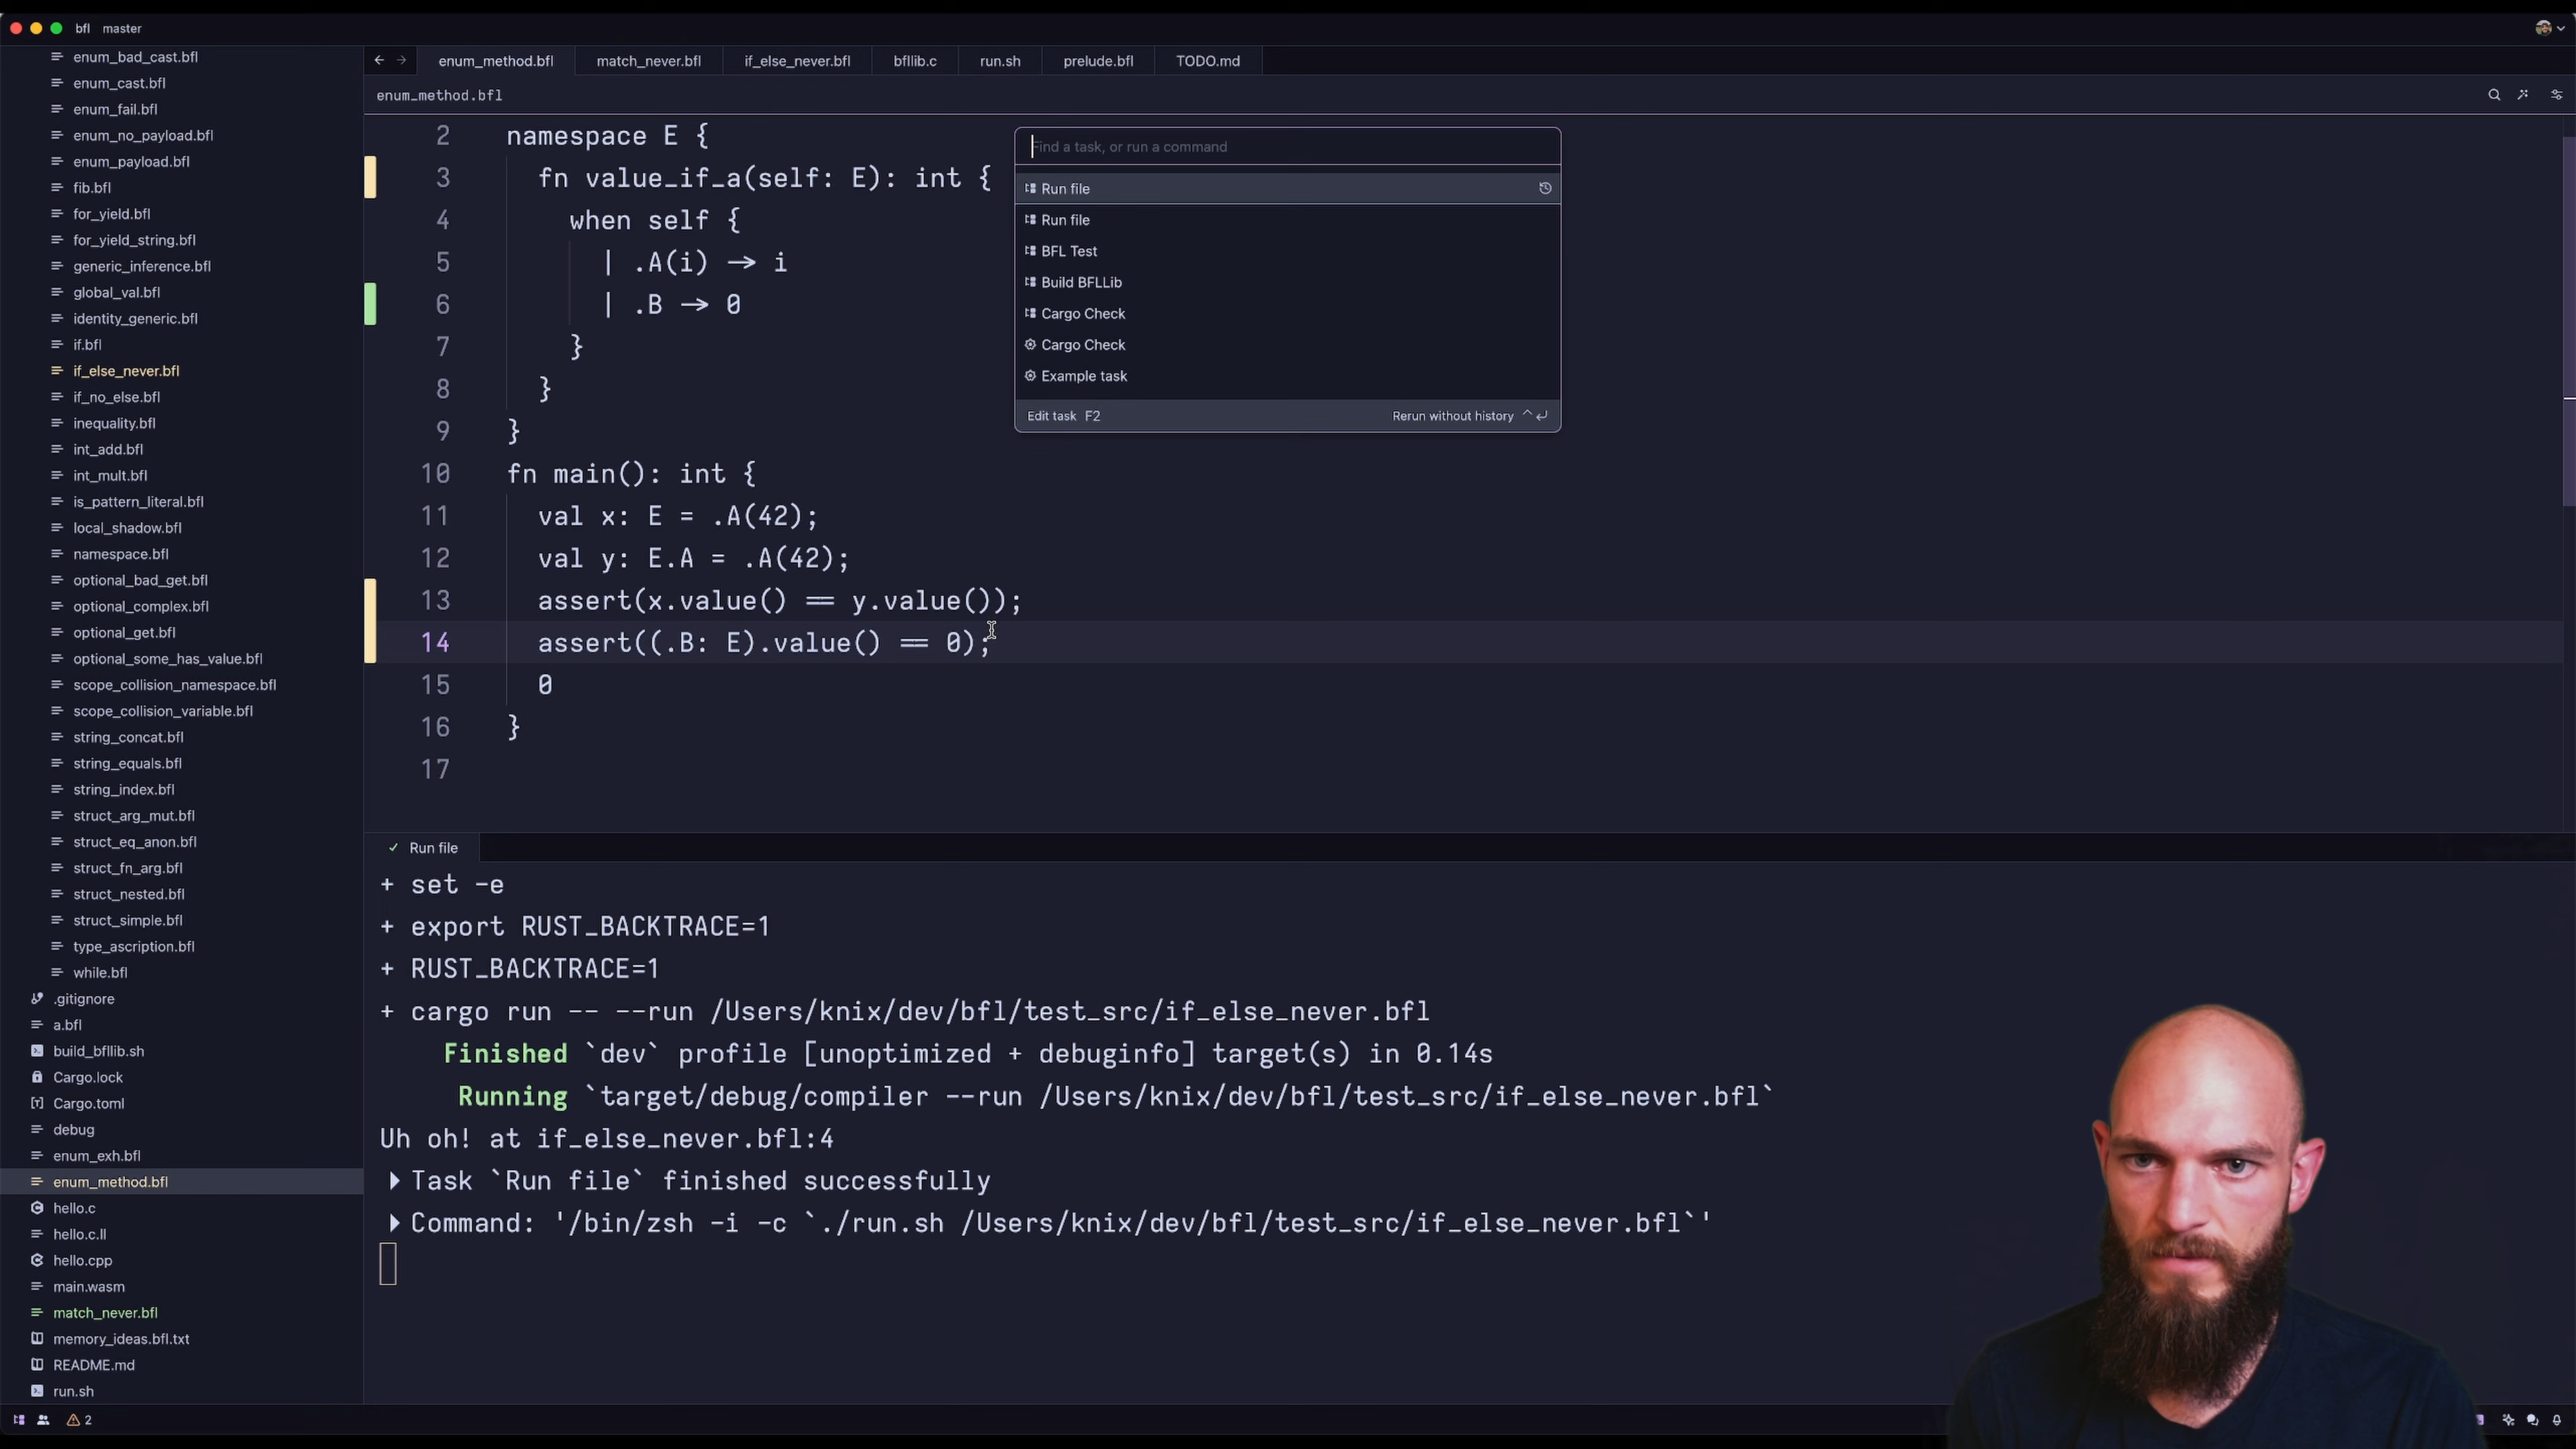 bfl master
enum_bad_cast.bfl
enum_cast.bfl
enum_fail.bfl
enum_no_payload.bfl
enum_payload.bfl
fib.bfl
for_yield.bfl
for_yield_string.bfl
generic_inference.bfl
global_val.bfl
identity_generic.bfl
if.bfl
if_else_never.bfl
if_no_else.bfl
inequality.bfl
int_add.bfl
int_mult.bfl
is_pattern_literal.bfl
local_shadow.bfl
namespace.bfl
optional_bad_get.bfl
optional_complex.bfl
optional_get.bfl
optional_some_has_value.bfl
scope_collision_namespace.bfl
scope_collision_variable.bfl
string_concat.bfl
string_equals.bfl
string_index.bfl
struct_arg_mut.bfl
struct_eq_anon.bfl
struct_fn_arg.bfl
struct_nested.bfl
struct_simple.bfl
type_ascription.bfl
while.bfl
.gitignore
a.bfl
build_bfllib.sh
Cargo.lock
Cargo.toml
debug
enum_exh.bfl
enum_method.bfl
hello.c
hello.c.ll
hello.cpp
main.wasm
match_never.bfl
memory_ideas.bfl.txt
README.md
run.sh
2
enum_method.bfl match_never.bfl if_else_never.bfl bfllib.c run.sh prelude.bfl TODO.md
enum_method.bfl
2 namespace E {
3 fn value_if_a(self: E): int {
4 when self {
5 | .A(i) -> i
6 | .B -> 0
7 }
8 }
9 }
10 fn main(): int {
11 val x: E = .A(42);
12 val y: E.A = .A(42);
13 assert(x.value() == y.value());
14 assert((.B: E).value() == 0);
15 0
16 }
17
Find a task, or run a command
Run file
Run file
BFL Test
Build BFLLib
Cargo Check
Cargo Check
Example task
Edit task F2 Rerun without history ^ ↵
Run file
+ set -e
+ export RUST_BACKTRACE=1
+ RUST_BACKTRACE=1
+ cargo run -- --run /Users/knix/dev/bfl/test_src/if_else_never.bfl
Finished `dev` profile [unoptimized + debuginfo] target(s) in 0.14s
Running `target/debug/compiler --run /Users/knix/dev/bfl/test_src/if_else_never.bfl`
Uh oh! at if_else_never.bfl:4
Task `Run file` finished successfully
Command: '/bin/zsh -i -c `./run.sh /Users/knix/dev/bfl/test_src/if_else_never.bfl`'